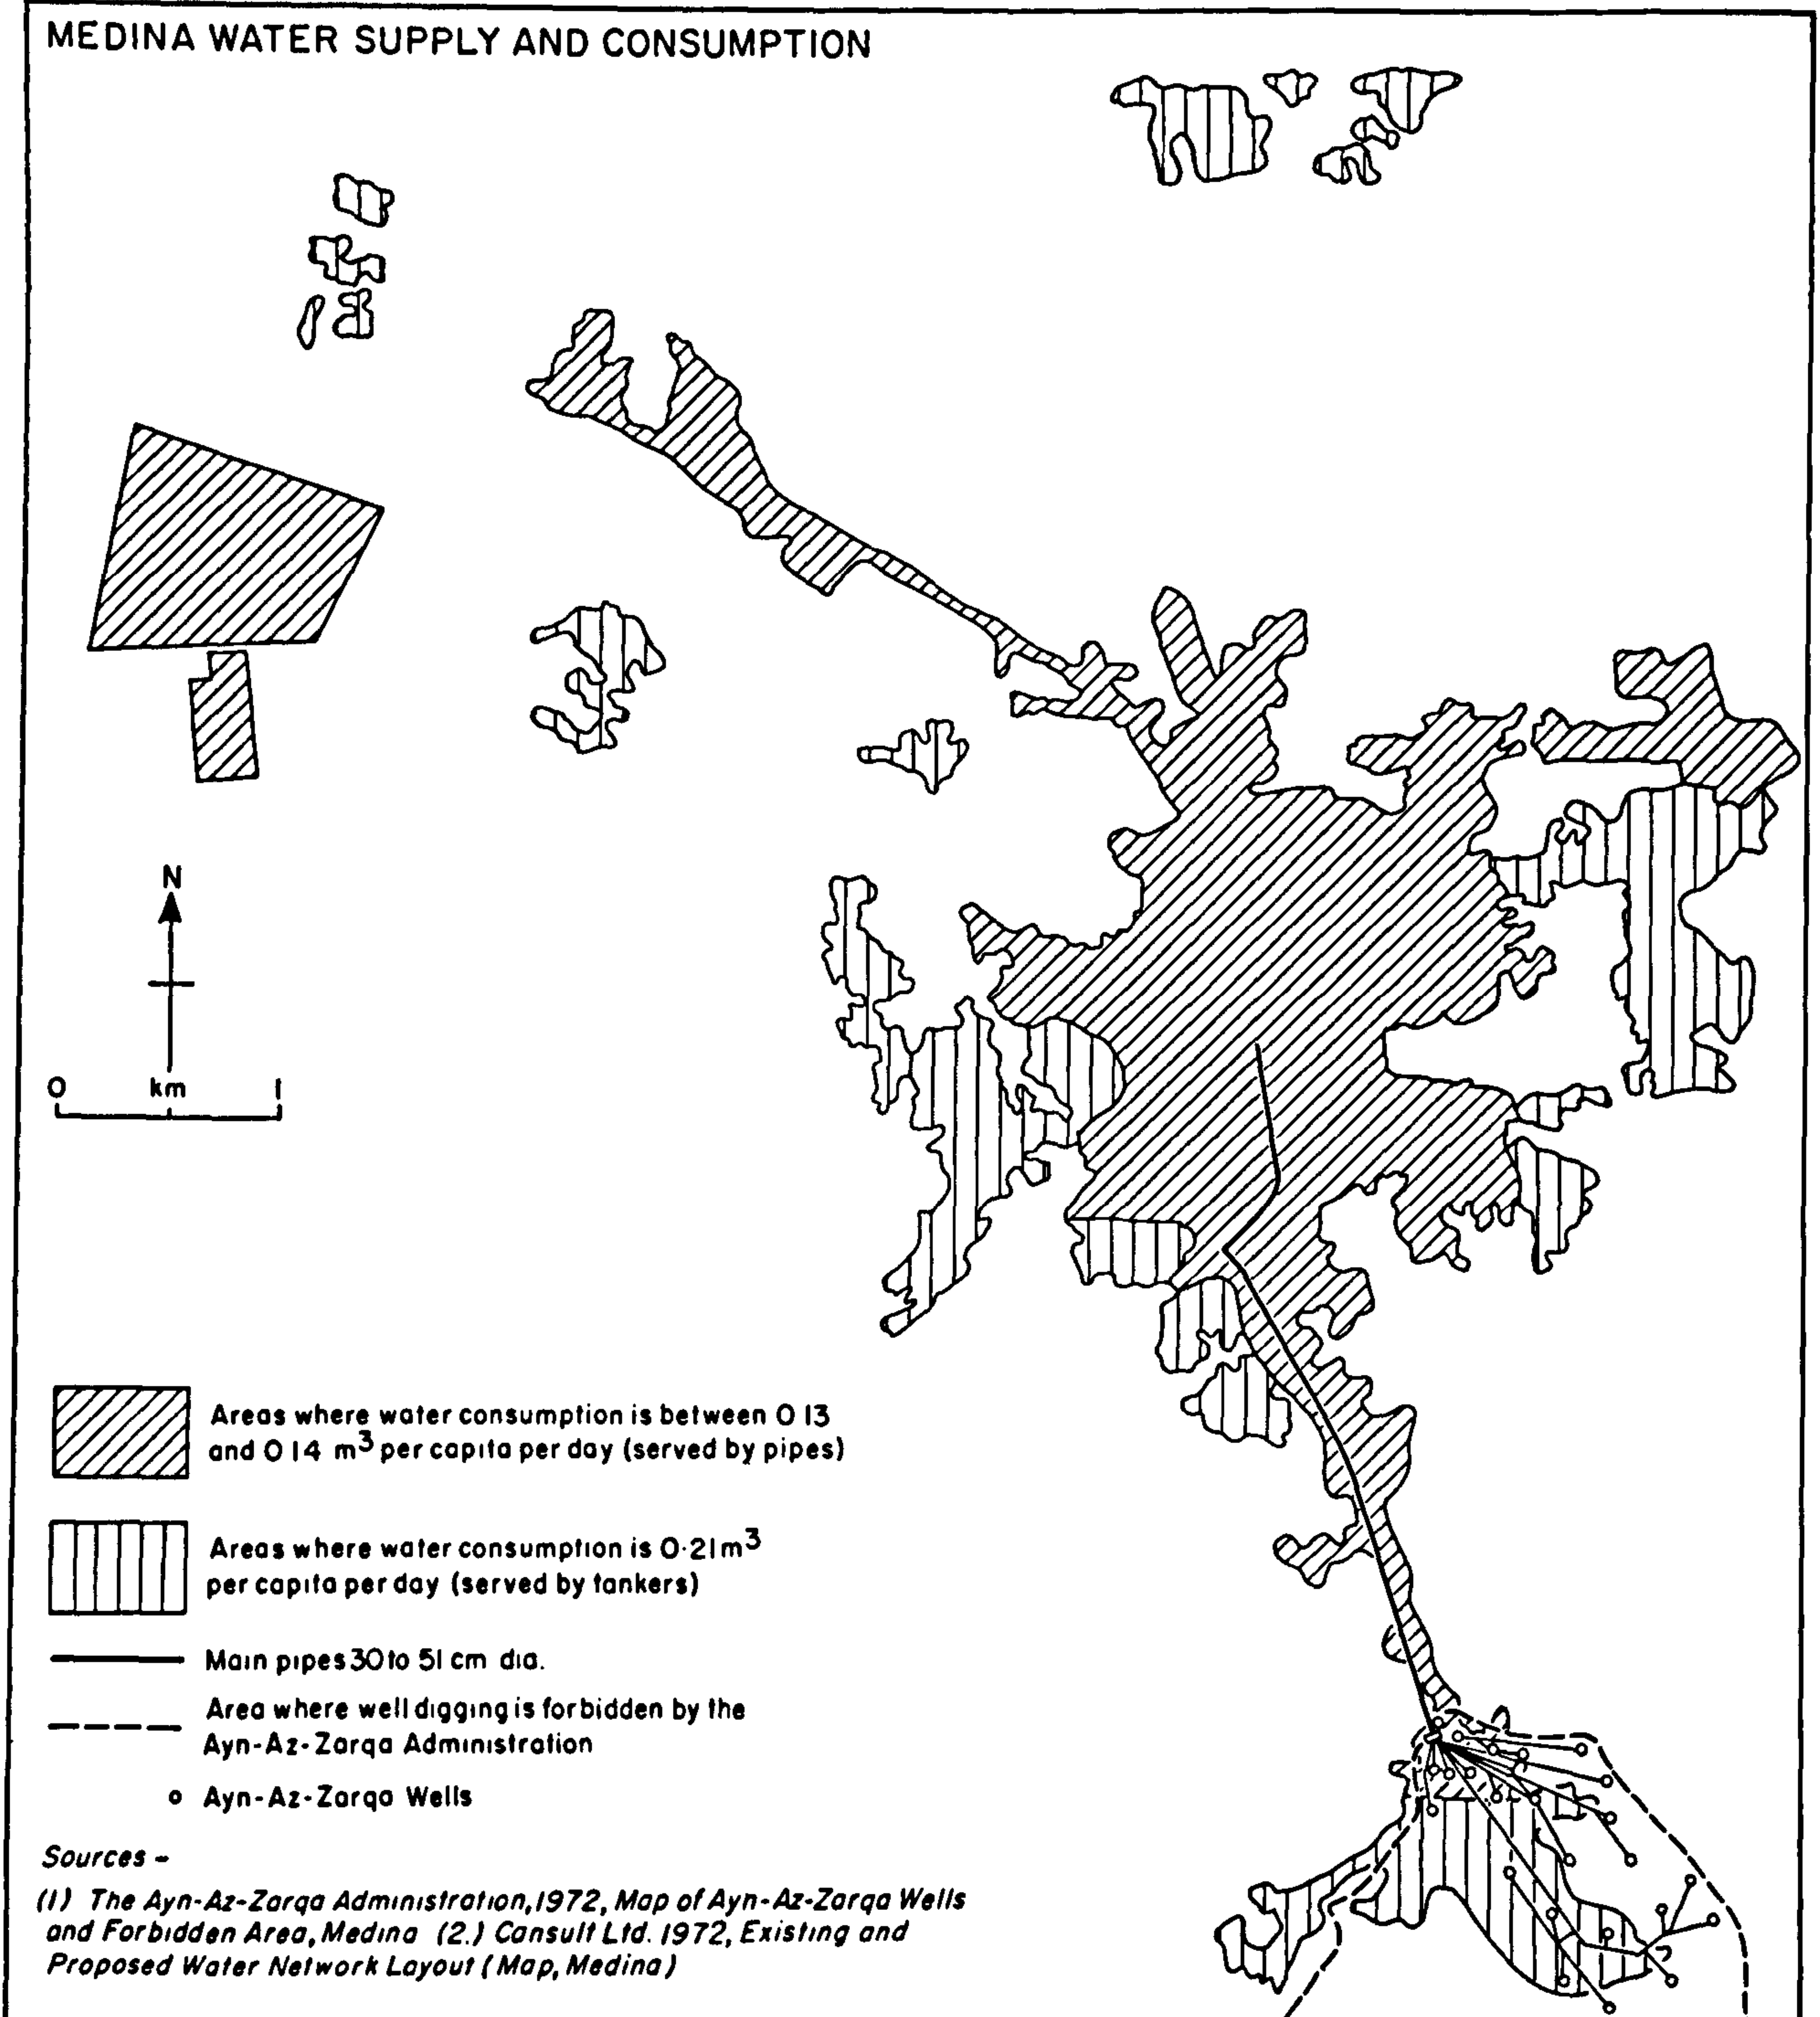 MEDINA WATER SUPPLY AND CONSUMPTION
N
0 km 1
Areas where water consumption is between 0 13
and 0 14 m³ per capita per day (served by pipes)
Areas where water consumption is 0·21m³
per capita per day (served by tankers)
Main pipes 30 to 51 cm dia.
Area where well digging is forbidden by the
Ayn-Az-Zarqa Administration
Ayn-Az-Zarqa Wells
Sources -
(1) The Ayn-Az-Zarqa Administration, 1972, Map of Ayn-Az-Zarqa Wells
and Forbidden Area, Medina (2.) Consult Ltd. 1972, Existing and
Proposed Water Network Layout (Map, Medina)